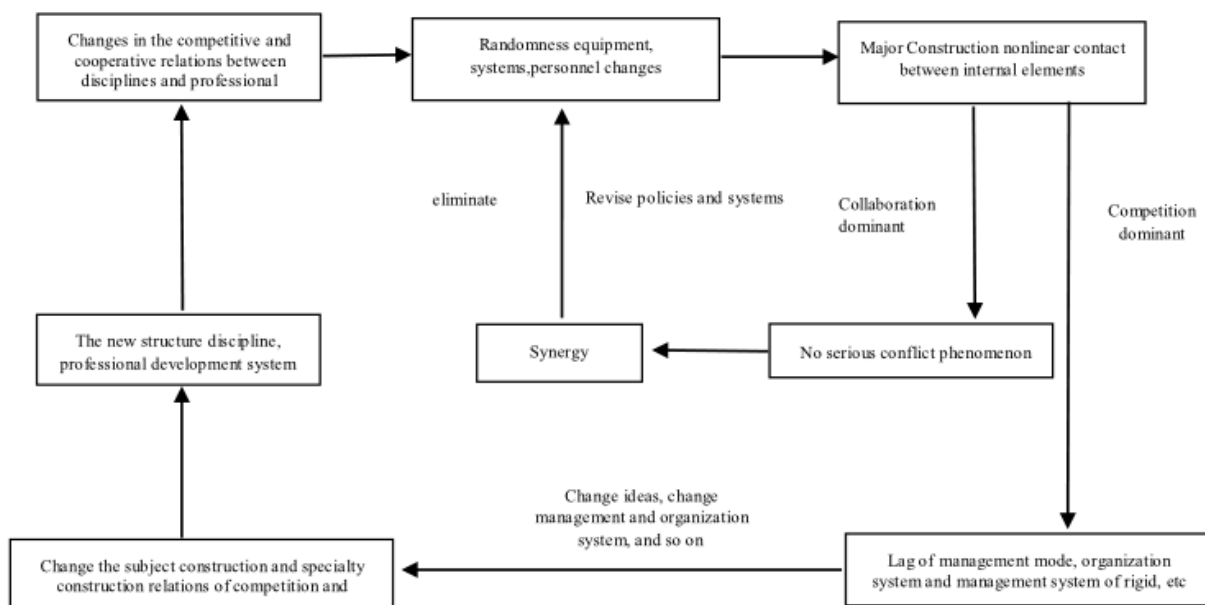 Changes in the competitive and
cooperative relations between
disciplines and professional
Randomness equipment,
systems,personnel changes
Major Construction nonlinear contact
between internal elements
eliminate
Revise policies and systems
Collaboration
dominant
Competition
dominant
The new structure discipline,
professional development system
Synergy
No serious conflict phenomenon
Change ideas, change
management and organization
system, and so on
Change the subject construction and specialty
construction relations of competition and
Lag of management mode, organization
system and management system of rigid, etc